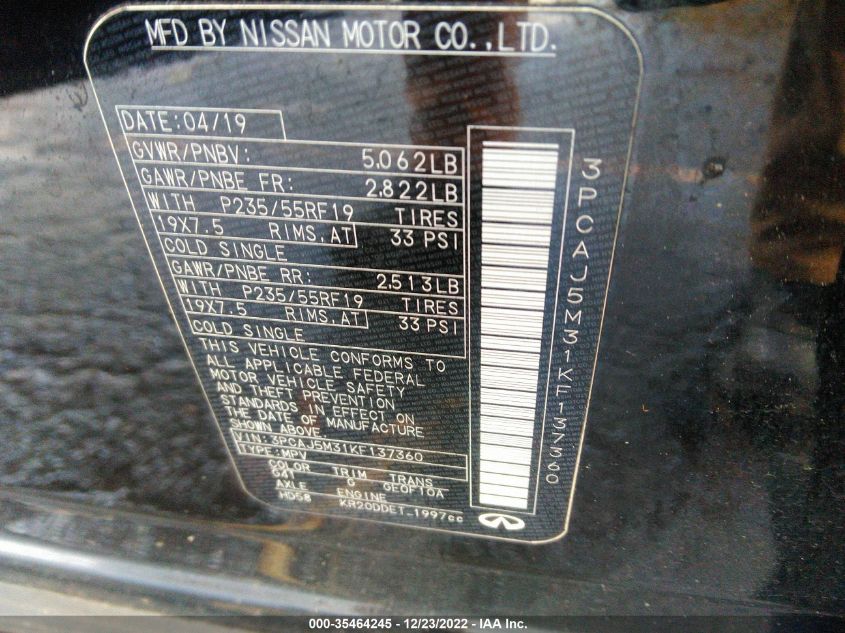 MFD BY NISSAN MOTOR CO.,LTD.
DATE:04/19
GVWR/PNBV: 5,062LB
GAWR/PNBE FR: 2,822LB
WITH P235/55RF19 TIRES
19X7.5 RIMS,AT 33 PSI
COLD SINGLE
GAWR/PNBE RR: 2,513LB
WITH P235/55RF19 TIRES
19X7.5 RIMS,AT 33 PSI
COLD SINGLE
THIS VEHICLE CONFORMS TO
ALL APPLICABLE FEDERAL
MOTOR VEHICLE SAFETY
AND THEFT PREVENTION
STANDARDS IN EFFECT ON
THE DATE OF MANUFACTURE
SHOWN ABOVE.
VIN: 3PCAJ5M31KF137360
TYPE:MPV
COLOR TRIM TRANS
G41 G GE0F10A
AXLE ENGINE
HD58 KR20DDET 1997cc
3PCAJ5M31KF137360
000-35464245 - 12/23/2022 - IAA Inc.